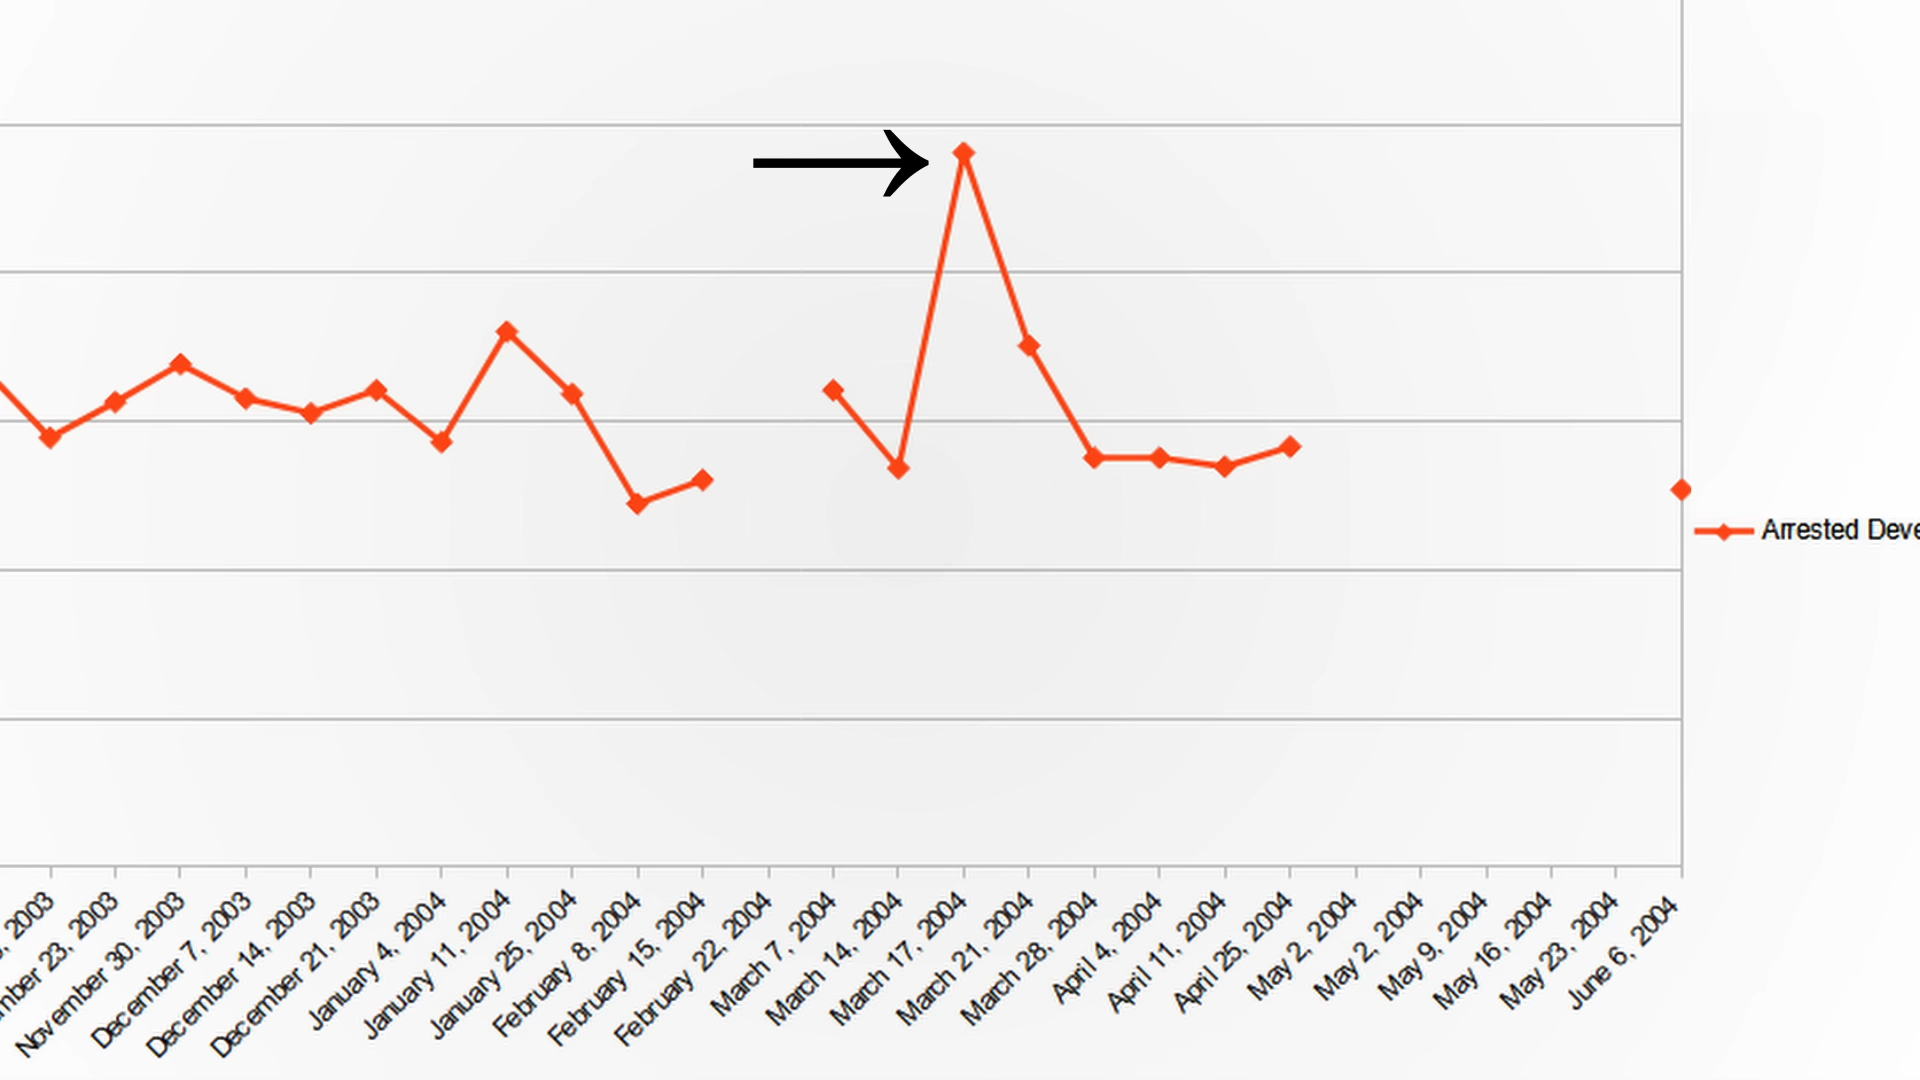 Arrested Deve
, 2003
mber 23, 2003
November 30, 2003
December 7, 2003
December 14, 2003
December 21, 2003
January 4, 2004
January 11, 2004
January 25, 2004
February 8, 2004
February 15, 2004
February 22, 2004
March 7, 2004
March 14, 2004
March 17, 2004
March 21, 2004
March 28, 2004
April 4, 2004
April 11, 2004
April 25, 2004
May 2, 2004
May 2, 2004
May 9, 2004
May 16, 2004
May 23, 2004
June 6, 2004